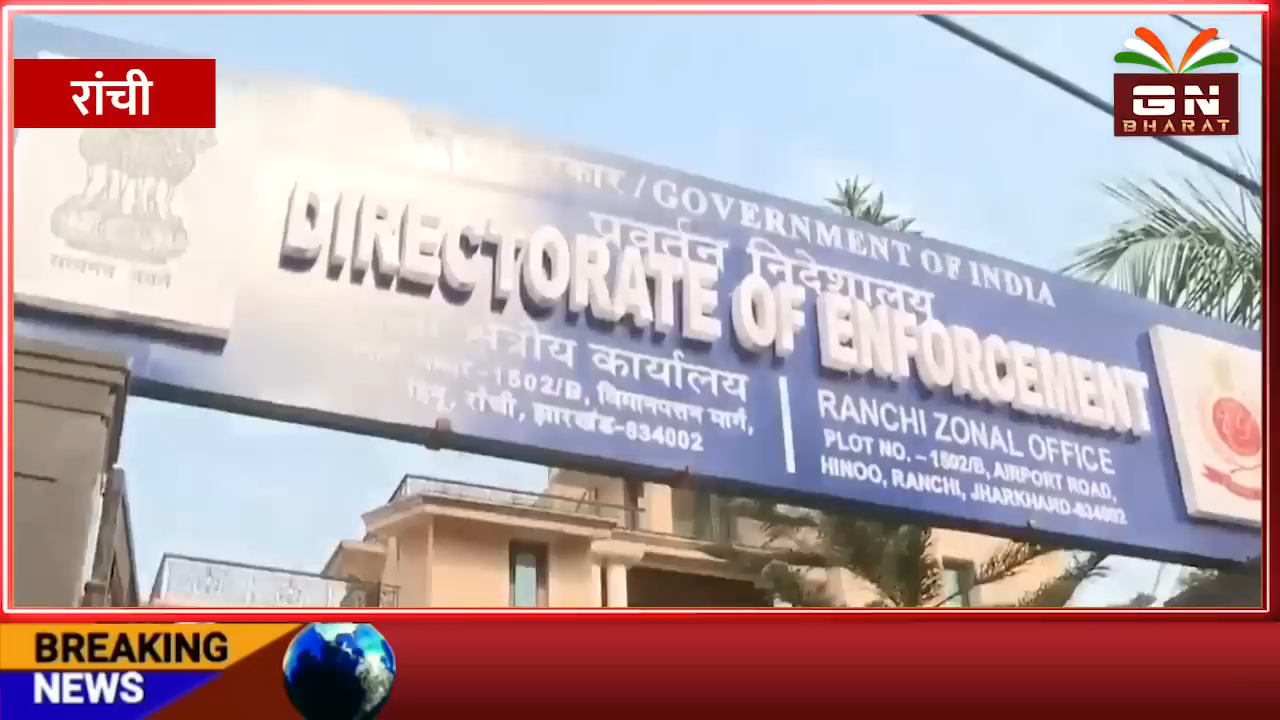 रांची
GN
BHARAT
/ GOVERNMENT OF INDIA
प्रवर्तन निदेशालय
DIRECTORATE OF ENFORCEMENT
क्षेत्रीय कार्यालय
-1502/B, विमानपत्तन मार्ग,
हिनू, रांची, झारखंड-834002
RANCHI ZONAL OFFICE
PLOT NO. – 1502/B, AIRPORT ROAD,
HINOO, RANCHI, JHARKHAND-834002
BREAKING
NEWS